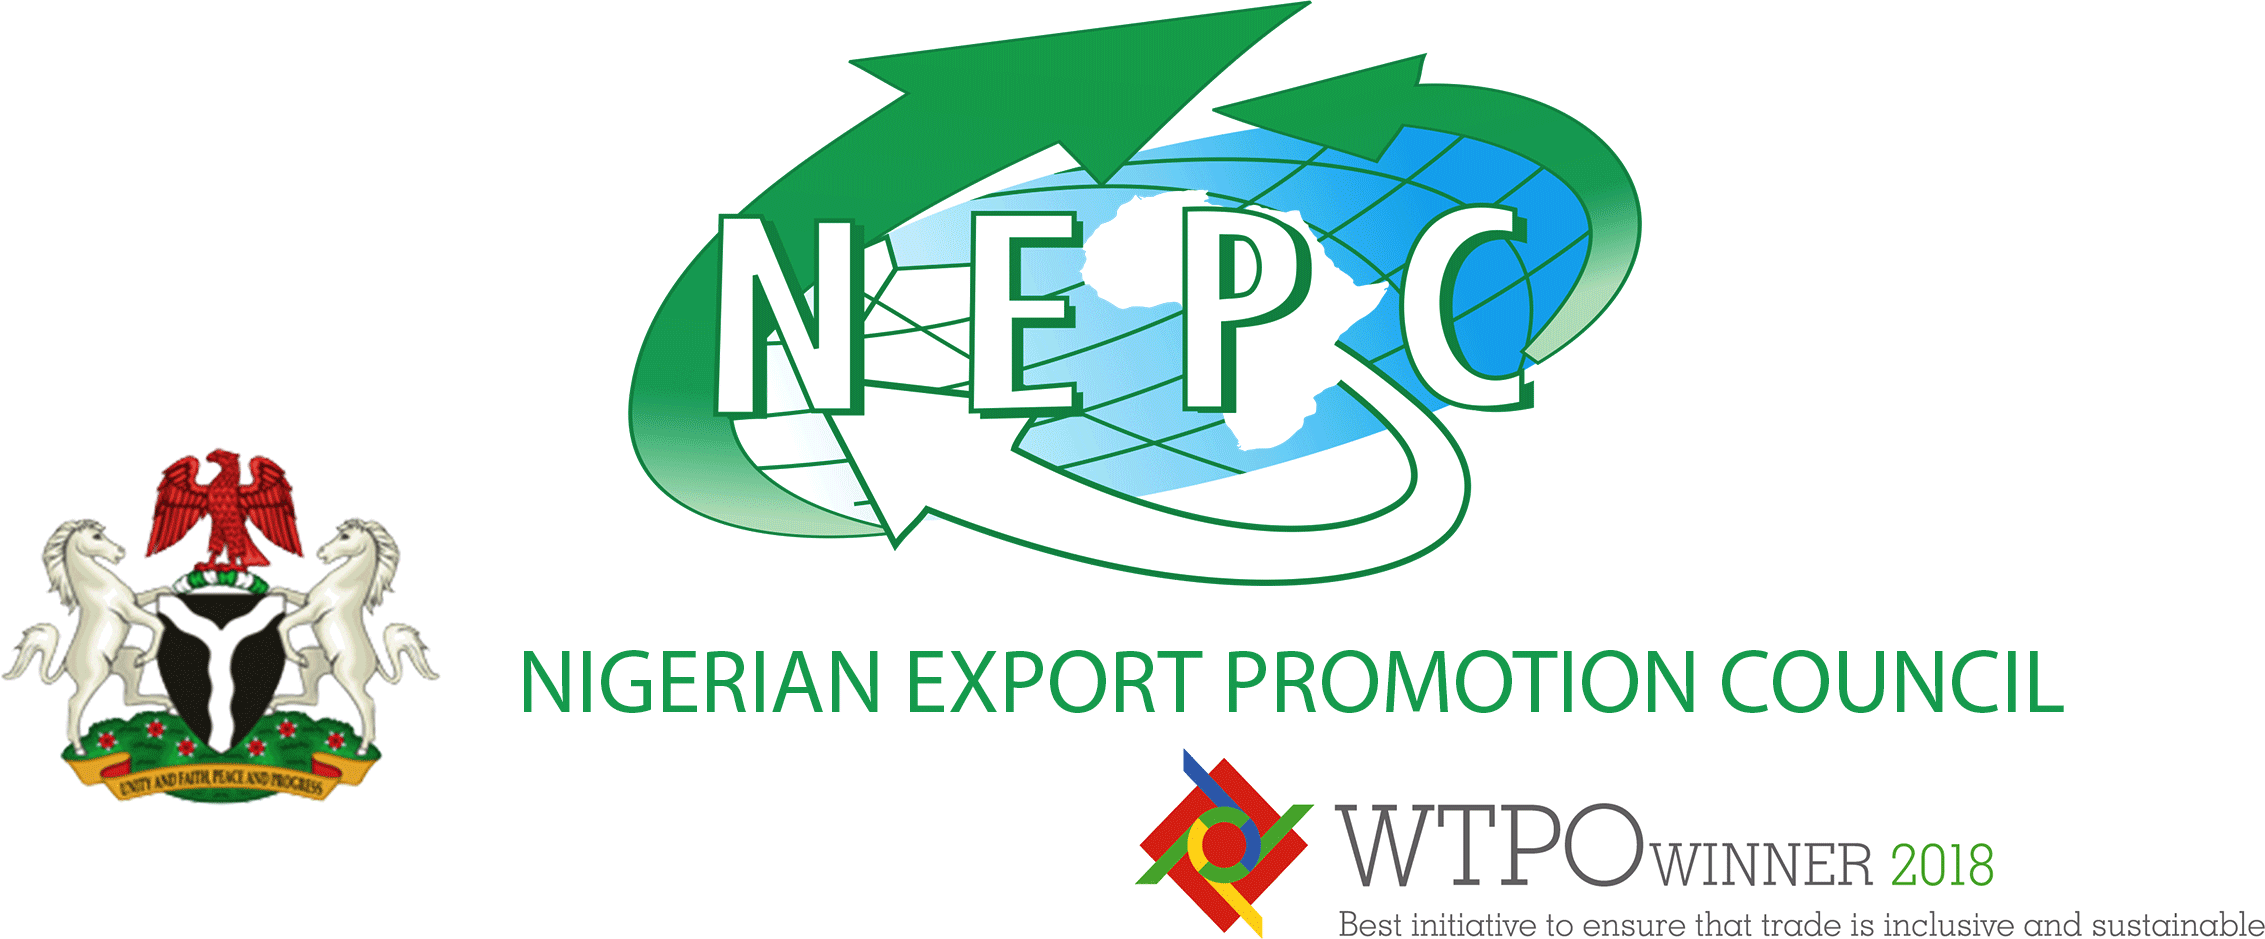 NEPC
UNITY AND FAITH, PEACE AND PROGRESS
NIGERIAN EXPORT PROMOTION COUNCIL
WTPO WINNER 2018
Best initiative to ensure that trade is inclusive and sustainable